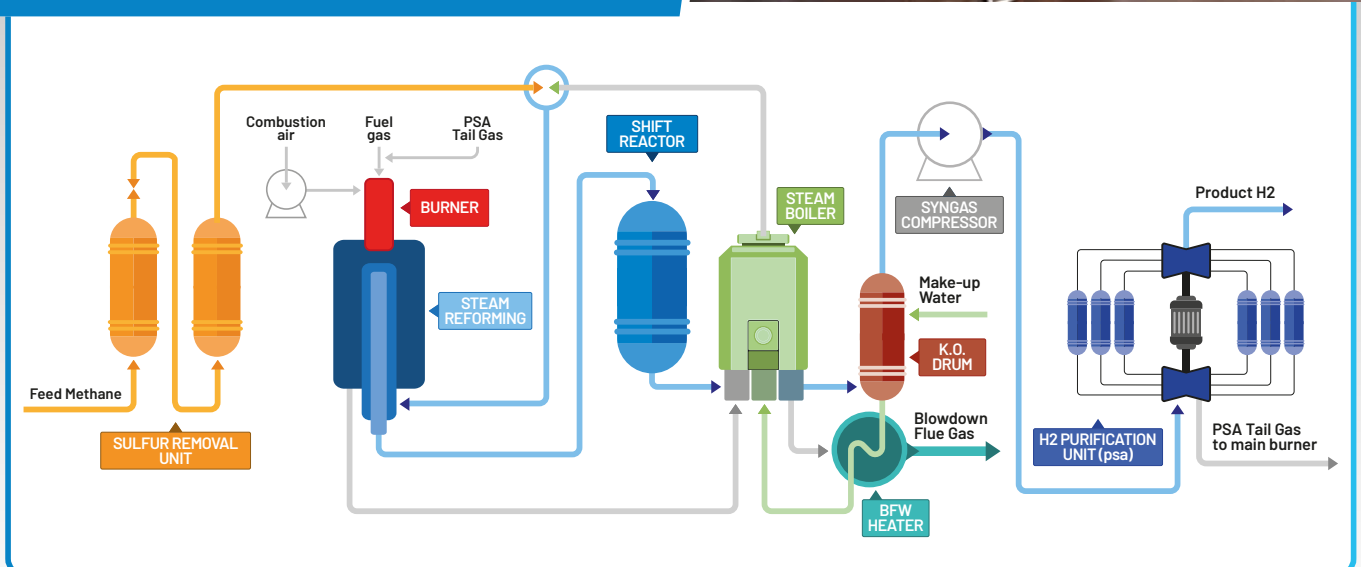 Combustion
air
Fuel
gas
PSA
Tail Gas
BURNER
SHIFT
REACTOR
STEAM
BOILER
SYNGAS
COMPRESSOR
Product H2
STEAM
REFORMING
Make-up
Water
K.O.
DRUM
Feed Methane
SULFUR REMOVAL
UNIT
Blowdown
Flue Gas
BFW
HEATER
H2 PURIFICATION
UNIT (psa)
PSA Tail Gas
to main burner